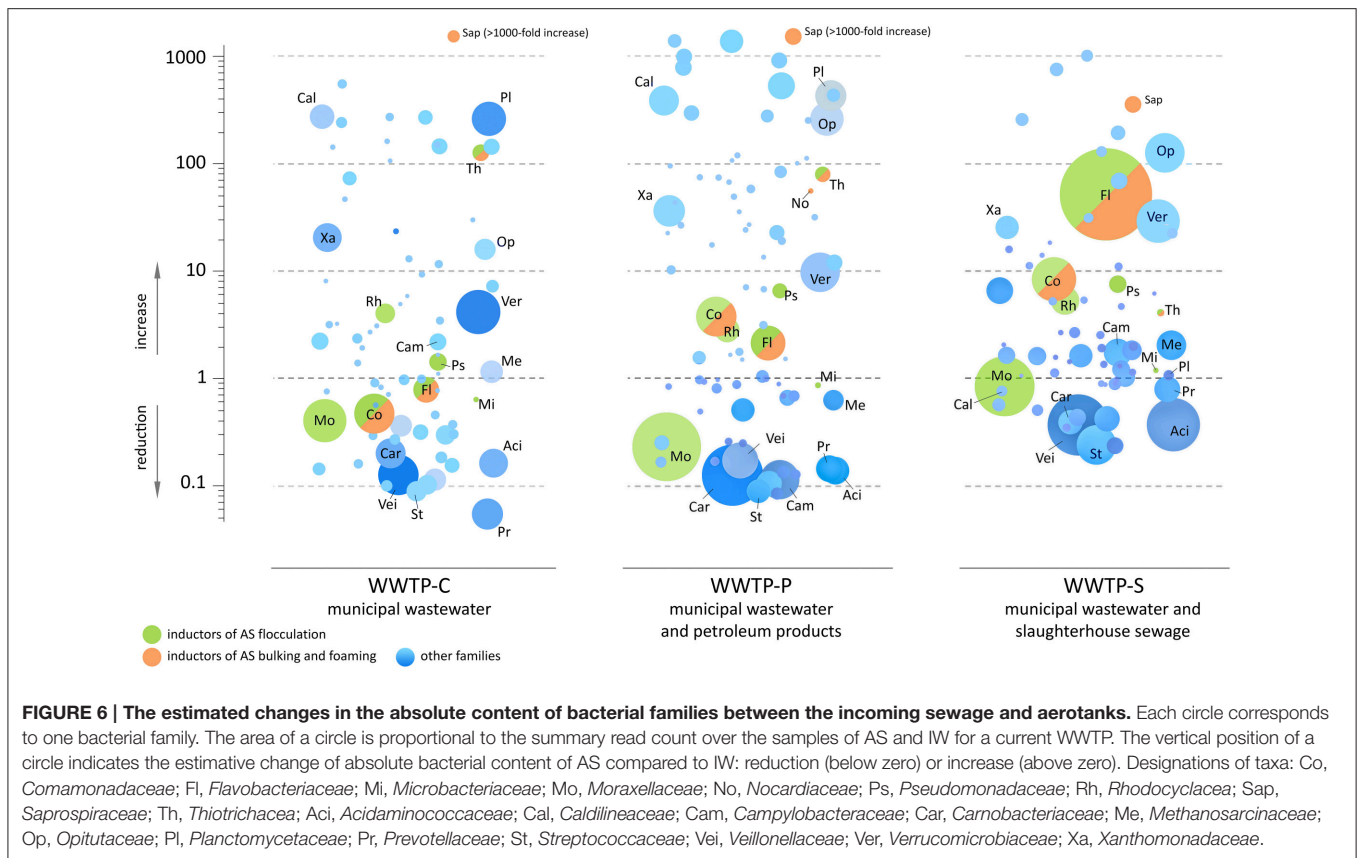 Sap (>1000-fold increase)
Sap (>1000-fold increase)
1000
100
10
1
0.1
increase
reduction
Cal
Pl
Th
Xa
Op
Rh
Ver
Cam
Ps
Me
Fl
Mi
Mo
Co
Car
Aci
Vei
St
Pr
Cal
Pl
Op
Th
No
Xa
Ver
Ps
Co
Rh
Fl
Mi
Me
Mo
Vei
Pr
Car
St
Cam
Aci
Sap
Op
Fl
Xa
Ver
Co
Rh
Ps
Th
Cam
Me
Mi
Pl
Mo
Cal
Car
Pr
Vei
St
Aci
WWTP-C
municipal wastewater
WWTP-P
municipal wastewater
and petroleum products
WWTP-S
municipal wastewater and
slaughterhouse sewage
inductors of AS flocculation
inductors of AS bulking and foaming
other families
FIGURE 6 | The estimated changes in the absolute content of bacterial families between the incoming sewage and aerotanks. Each circle corresponds
to one bacterial family. The area of a circle is proportional to the summary read count over the samples of AS and IW for a current WWTP. The vertical position of a
circle indicates the estimative change of absolute bacterial content of AS compared to IW: reduction (below zero) or increase (above zero). Designations of taxa: Co,
Comamonadaceae; Fl, Flavobacteriaceae; Mi, Microbacteriaceae; Mo, Moraxellaceae; No, Nocardiaceae; Ps, Pseudomonadaceae; Rh, Rhodocyclacea; Sap,
Saprospiraceae; Th, Thiotrichacea; Aci, Acidaminococcaceae; Cal, Caldilineaceae; Cam, Campylobacteraceae; Car, Carnobacteriaceae; Me, Methanosarcinaceae;
Op, Opitutaceae; Pl, Planctomycetaceae; Pr, Prevotellaceae; St, Streptococcaceae; Vei, Veillonellaceae; Ver, Verrucomicrobiaceae; Xa, Xanthomonadaceae.